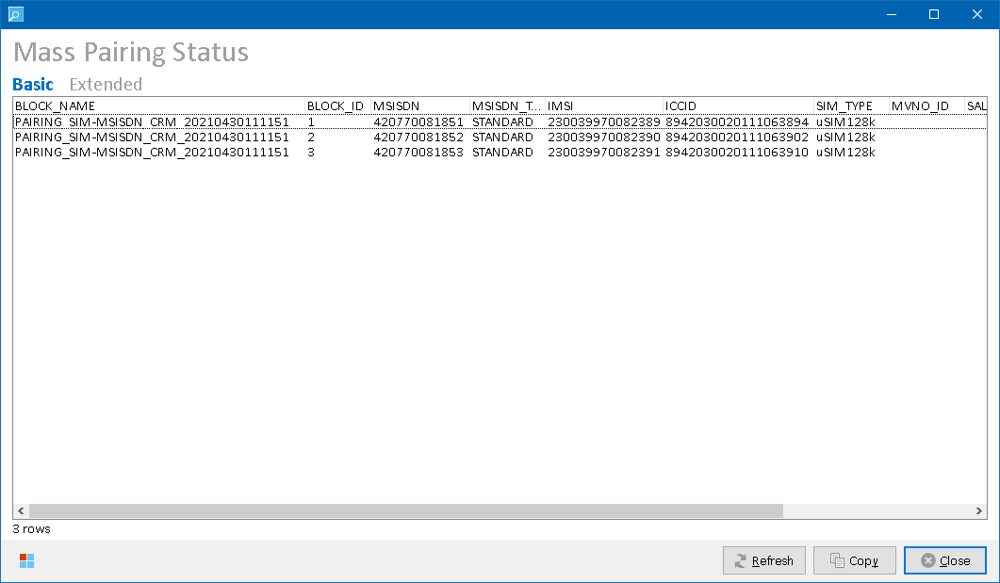 Mass Pairing Status
Basic Extended
BLOCK_NAME BLOCK_ID MSISDN MSISDN_T... IMSI ICCID SIM_TYPE MVNO_ID SAL
PAIRING_SIM-MSISDN_CRM_20210430111151 1 420770081851 STANDARD 230039970082389 8942030020111063894 uSIM128k
PAIRING_SIM-MSISDN_CRM_20210430111151 2 420770081852 STANDARD 230039970082390 8942030020111063902 uSIM128k
PAIRING_SIM-MSISDN_CRM_20210430111151 3 420770081853 STANDARD 230039970082391 8942030020111063910 uSIM128k
3 rows
Refresh Copy Close